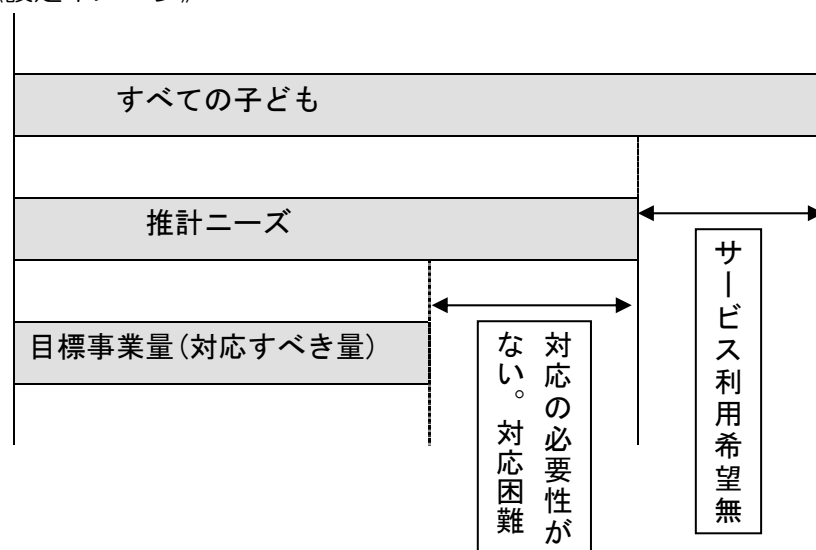 すべての子ども
推計ニーズ
サービス利用希望無
目標事業量(対応すべき量)
対応の必要性が
ない。対応困難